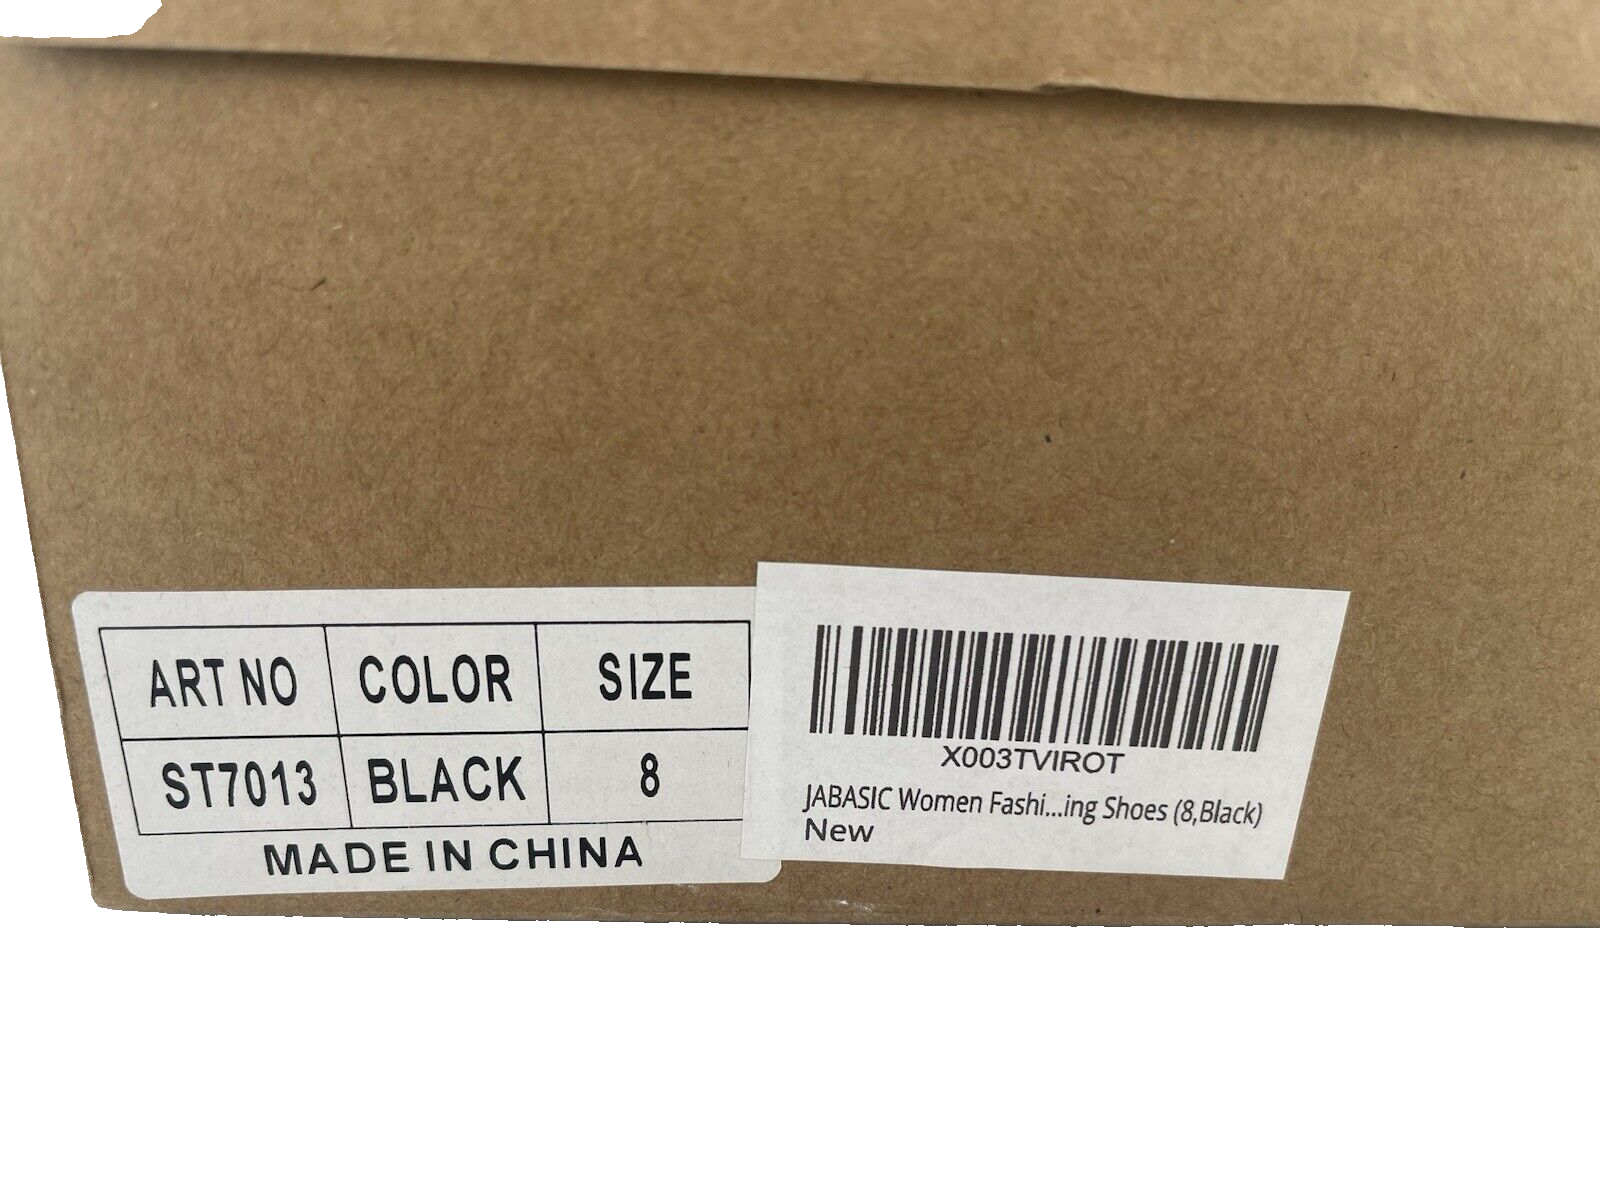 ART NO COLOR SIZE
ST7013 BLACK 8
MADE IN CHINA
X003TVIROT
JABASIC Women Fashi...ing Shoes (8,Black)
New